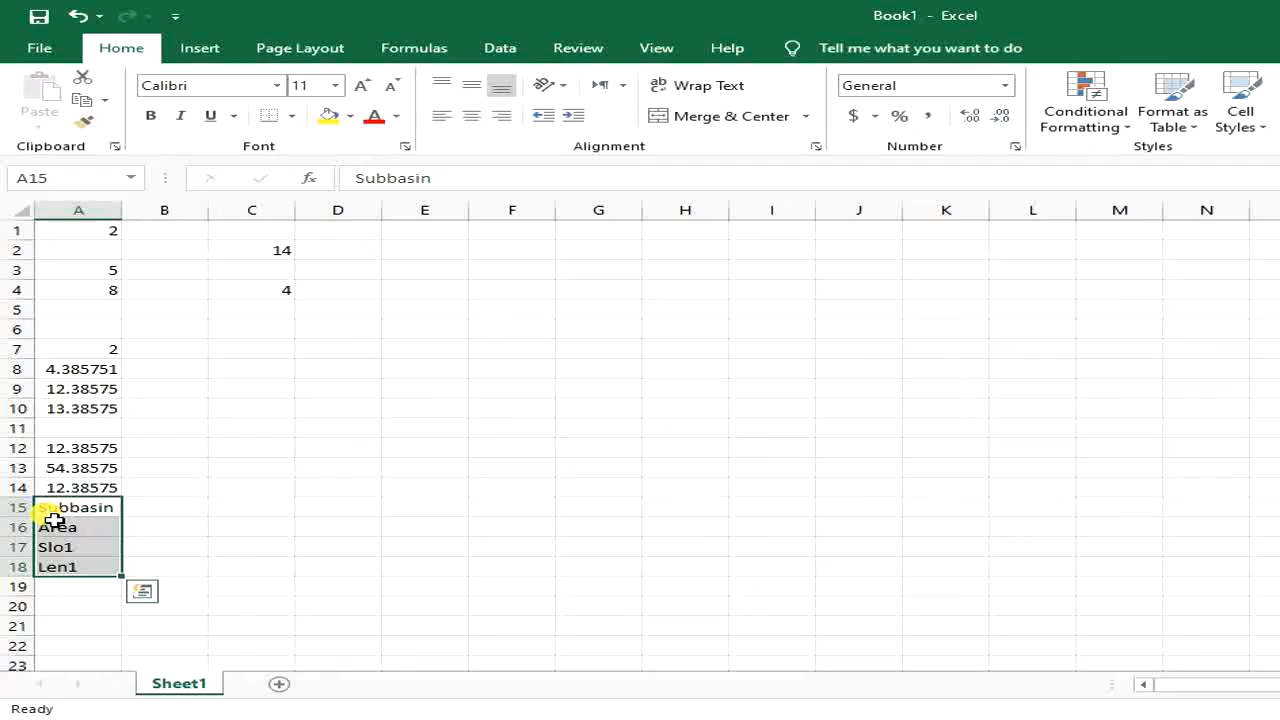 Book1 - Excel
File Home Insert Page Layout Formulas Data Review View Help Tell me what you want to do
Paste
Calibri 11 A A
B I U A
ab Wrap Text
Merge & Center
General
$ % ,
Conditional Formatting
Format as Table
Cell Styles
Clipboard Font Alignment Number Styles
A15 fx Subbasin
A B C D E F G H I J K L M N
1 2
2 14
3 5
4 8 4
5
6
7 2
8 4.385751
9 12.38575
10 13.38575
11
12 12.38575
13 54.38575
14 12.38575
15 Subbasin
16 Area
17 Slo1
18 Len1
19
20
21
22
23
Sheet1
Ready